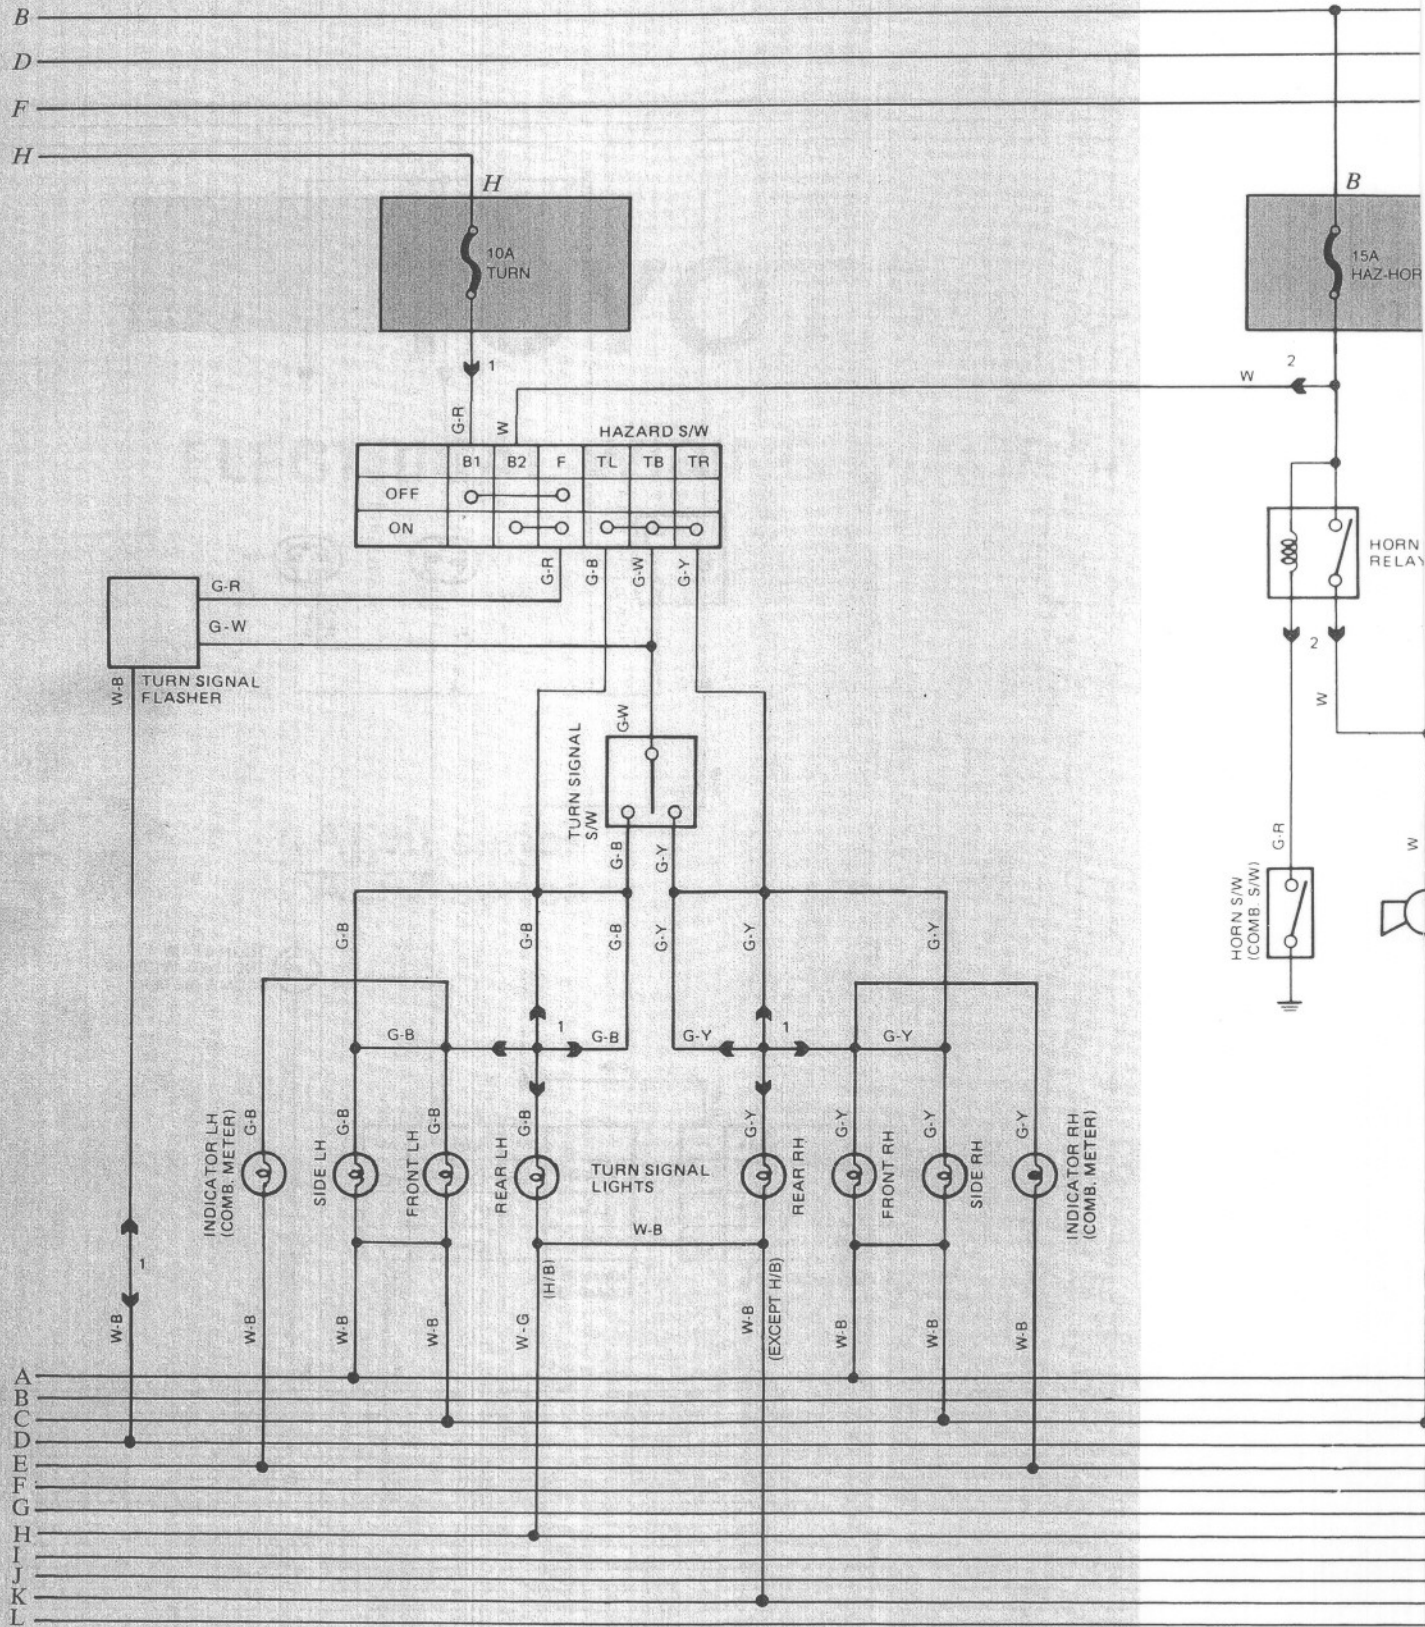 B
D
F
H
H
B
10A
TURN
15A
HAZ-HOR
1
2
W
G-R
W
HAZARD S/W
B1 B2 F TL TB TR
OFF
ON
G-R
G-B
G-W
G-Y
HORN
RELAY
G-R
G-W
W-B
TURN SIGNAL
FLASHER
2
W
G-W
TURN SIGNAL
S/W
G-B
G-Y
G-R
W
HORN S/W
(COMB. S/W)
G-B
G-B
G-B
G-Y
G-Y
G-Y
G-B
1
G-B
G-Y
1
G-Y
G-B
G-B
G-B
G-B
G-Y
G-Y
G-Y
G-Y
INDICATOR LH
(COMB. METER)
SIDE LH
FRONT LH
REAR LH
TURN SIGNAL
LIGHTS
REAR RH
FRONT RH
SIDE RH
INDICATOR RH
(COMB. METER)
W-B
1
(H/B)
(EXCEPT H/B)
W-B
W-B
W-B
W-B
W-G
W-B
W-B
W-B
W-B
A
B
C
D
E
F
G
H
I
J
K
L